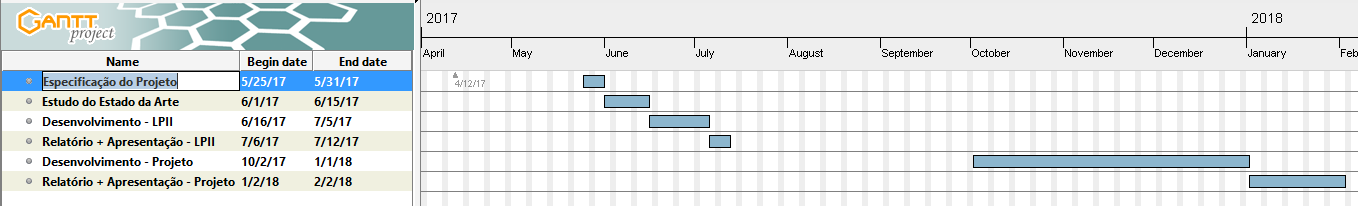 GANTT
project
2017
2018
April May June July August September October November December January Feb
Name Begin date End date
4/12/17
Especificação do Projeto 5/25/17 5/31/17
Estudo do Estado da Arte 6/1/17 6/15/17
Desenvolvimento - LPII 6/16/17 7/5/17
Relatório + Apresentação - LPII 7/6/17 7/12/17
Desenvolvimento - Projeto 10/2/17 1/1/18
Relatório + Apresentação - Projeto 1/2/18 2/2/18